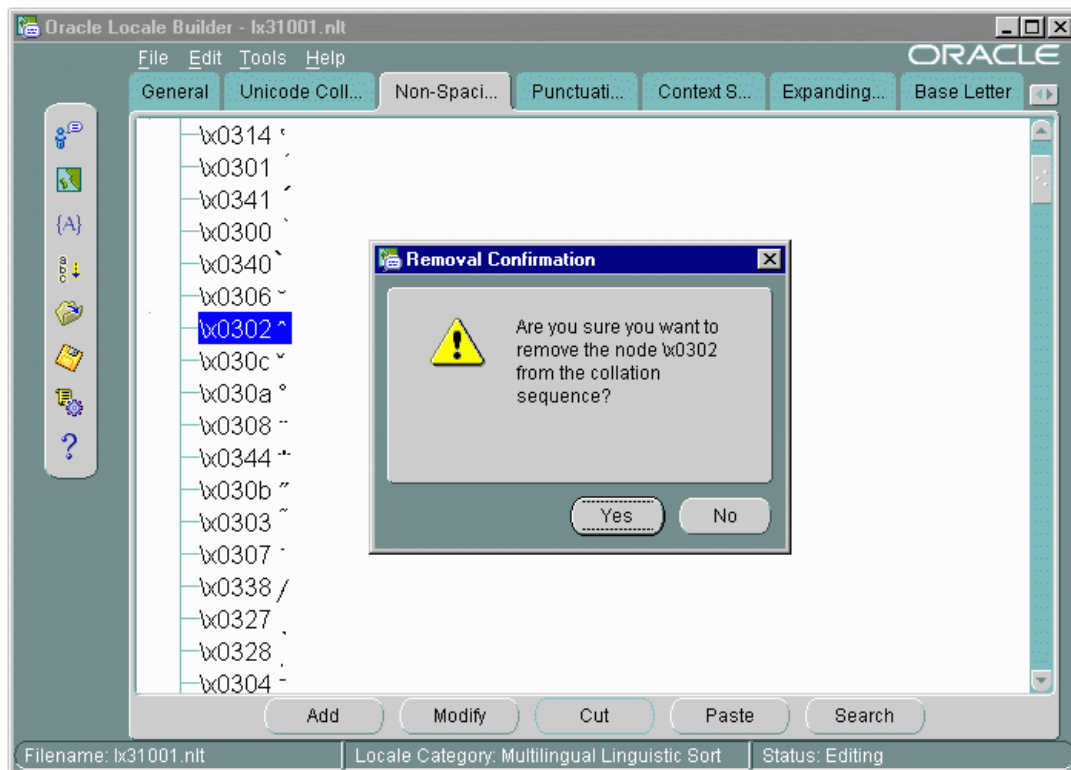 Oracle Locale Builder - lx31001.nlt
File Edit Tools Help
ORACLE
General Unicode Coll... Non-Spaci... Punctuati... Context S... Expanding... Base Letter
{A}
a
b
c
?
\x0314 ̔
\x0301 ́
\x0341 ́
\x0300 ̀
\x0340 ̀
\x0306 ̆
\x0302 ̂
\x030c ̌
\x030a ̊
\x0308 ̈
\x0344 ̈́
\x030b ̋
\x0303 ̃
\x0307 ̇
\x0338 /
\x0327 ̧
\x0328 ̨
\x0304 ̄
Removal Confirmation
Are you sure you want to
remove the node \x0302
from the collation
sequence?
Yes No
Add Modify Cut Paste Search
Filename: lx31001.nlt Locale Category: Multilingual Linguistic Sort Status: Editing